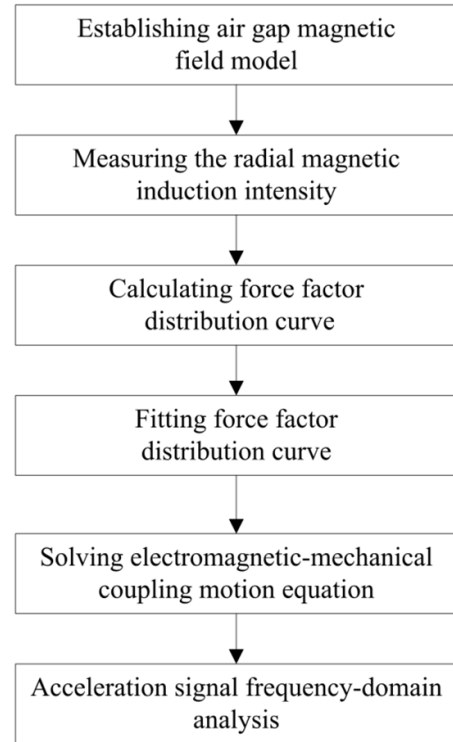 Establishing air gap magnetic
field model
Measuring the radial magnetic
induction intensity
Calculating force factor
distribution curve
Fitting force factor
distribution curve
Solving electromagnetic-mechanical
coupling motion equation
Acceleration signal frequency-domain
analysis